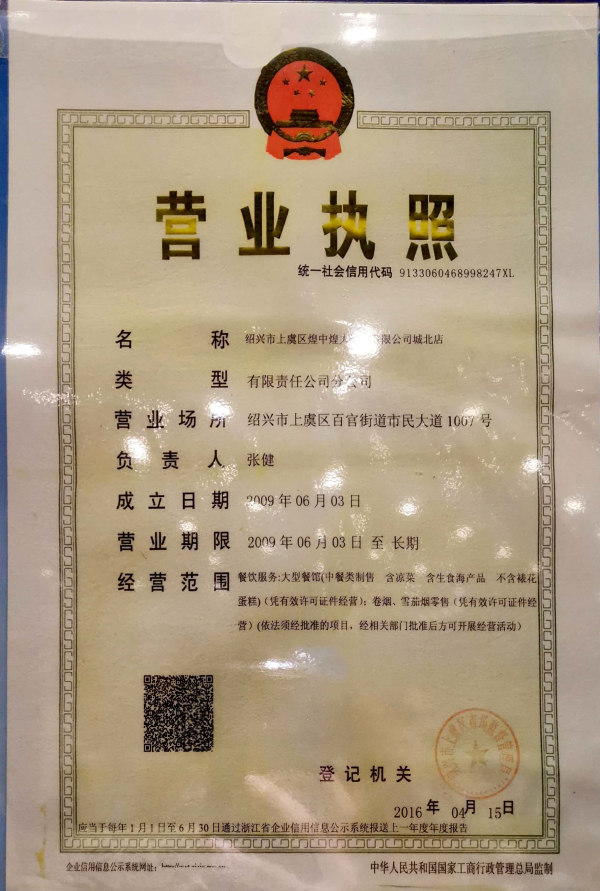 营业执照
统一社会信用代码 9133060468998247XL
名称 绍兴市上虞区煌中煌大 限公司城北店
类型 有限责任公司分公司
营业场所 绍兴市上虞区百官街道市民大道1007号
负责人 张健
成立日期 2009年06月03日
营业期限 2009年06月03日至长期
经营范围 餐饮服务:大型餐馆(中餐类制售 含凉菜 含生食海产品 不含裱花
蛋糕)(凭有效许可证件经营);卷烟、雪茄烟零售(凭有效许可证件经
营)(依法须经批准的项目,经相关部门批准后方可开展经营活动)
登记机关
2016年 04月 15日
应当于每年1月1日至6月30日通过浙江省企业信用信息公示系统报送上一年度年度报告
企业信用信息公示系统网址:
中华人民共和国国家工商行政管理总局监制